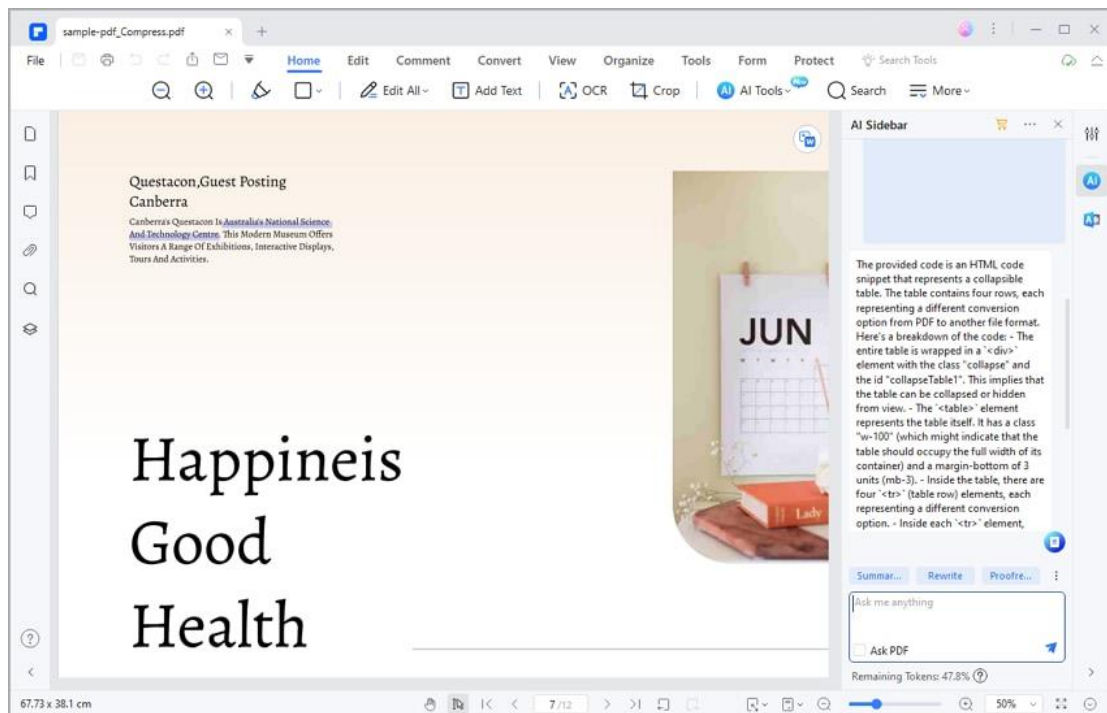 sample-pdf_Compress.pdf
File
Home
Edit
Comment
Convert
View
Organize
Tools
Form
Protect
Search Tools
Edit All
Add Text
OCR
Crop
AI Tools
Search
More
Questacon,Guest Posting
Canberra
Canberra's Questacon Is Australia's National Science
And Technology Centre. This Modern Museum Offers
Visitors A Range Of Exhibitions, Interactive Displays,
Tours And Activities.
Happineis
Good
Health
JUN
Lady
AI Sidebar
The provided code is an HTML code
snippet that represents a collapsible
table. The table contains four rows, each
representing a different conversion
option from PDF to another file format.
Here's a breakdown of the code: - The
entire table is wrapped in a `<div>`
element with the class "collapse" and
the id "collapseTable1". This implies that
the table can be collapsed or hidden
from view. - The `<table>` element
represents the table itself. It has a class
"w-100" (which might indicate that the
table should occupy the full width of its
container) and a margin-bottom of 3
units (mb-3). - Inside the table, there are
four `<tr>` (table row) elements, each
representing a different conversion
option. - Inside each `<tr>` element,
Summar...
Rewrite
Proofre...
Ask me anything
Ask PDF
Remaining Tokens: 47.8%
67.73 x 38.1 cm
7/12
50%